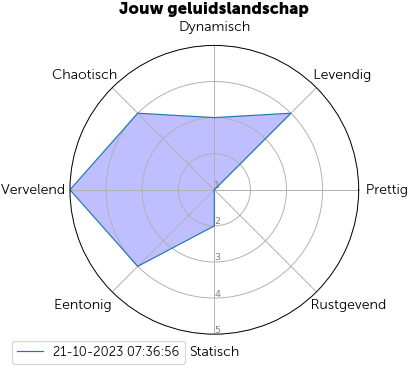 Jouw geluidslandschap
Dynamisch
Chaotisch
Levendig
Vervelend
1
Prettig
2
3
Eentonig
4
Rustgevend
5
21-10-2023 07:36:56
Statisch